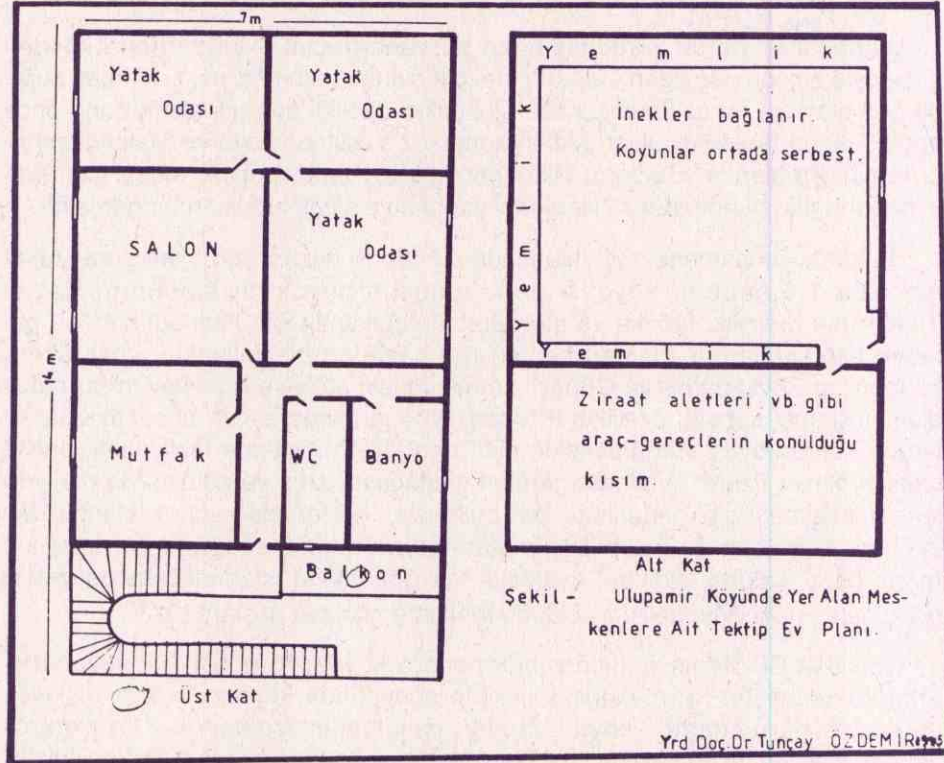 7m
14 m
Yatak
Odası
Yatak
Odası
Yatak
Odası
SALON
Mutfak
WC
Banyo
Balkon
Üst Kat
Yemlik
Yemlik
Yemlik
İnekler bağlanır.
Koyunlar ortada serbest.
Ziraat aletleri vb. gibi
araç-gereçlerin konulduğu
kısım.
Alt Kat
Şekil- Ulupamir Köyünde Yer Alan Mes-
kenlere Ait Tektip Ev Planı.
Yrd Doç.Dr Tunçay ÖZDEMİR 1995